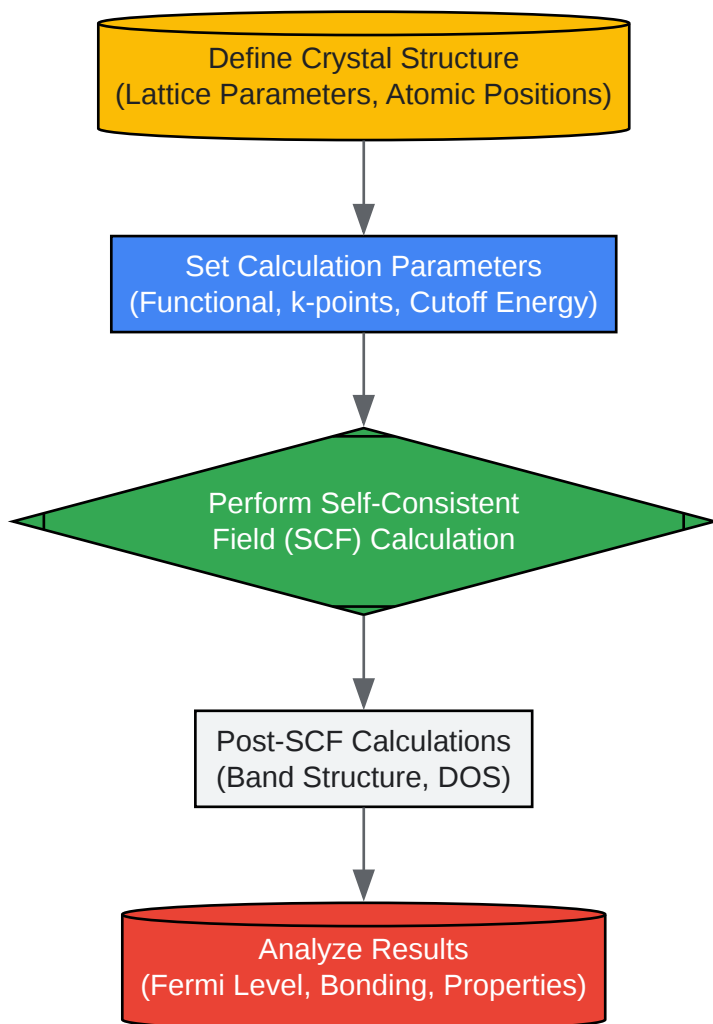 Define Crystal Structure
(Lattice Parameters, Atomic Positions)
Set Calculation Parameters
(Functional, k-points, Cutoff Energy)
Perform Self-Consistent
Field (SCF) Calculation
Post-SCF Calculations
(Band Structure, DOS)
Analyze Results
(Fermi Level, Bonding, Properties)